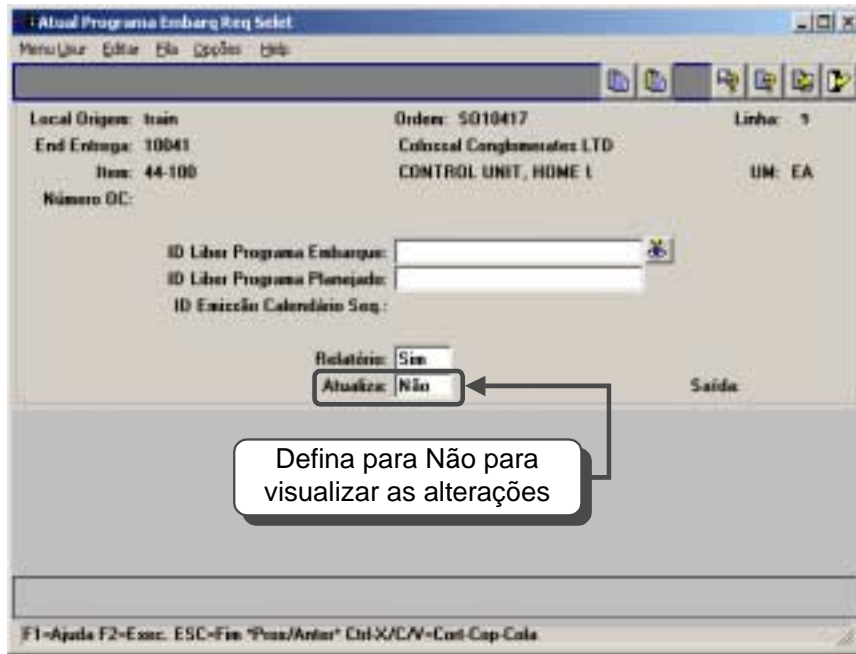 Atual Programa Embarq Req Selet
MenuUsur Editar Fila Opções Help
Local Origem: train Ordem: SO10417 Linha: 1
End Entrega: 10041 Colossal Conglomerates LTD
Item: 44-100 CONTROL UNIT, HOME t UM: EA
Número OC:
ID Liber Programa Embarque:
ID Liber Programa Planejado:
ID Emissão Calendário Seq.:
Relatório: Sim
Atualiza: Não Saída:
Defina para Não para
visualizar as alterações
F1=Ajuda F2=Exec. ESC=Fim *Prox/Anter* Ctrl-X/C/V=Cort-Cop-Cola